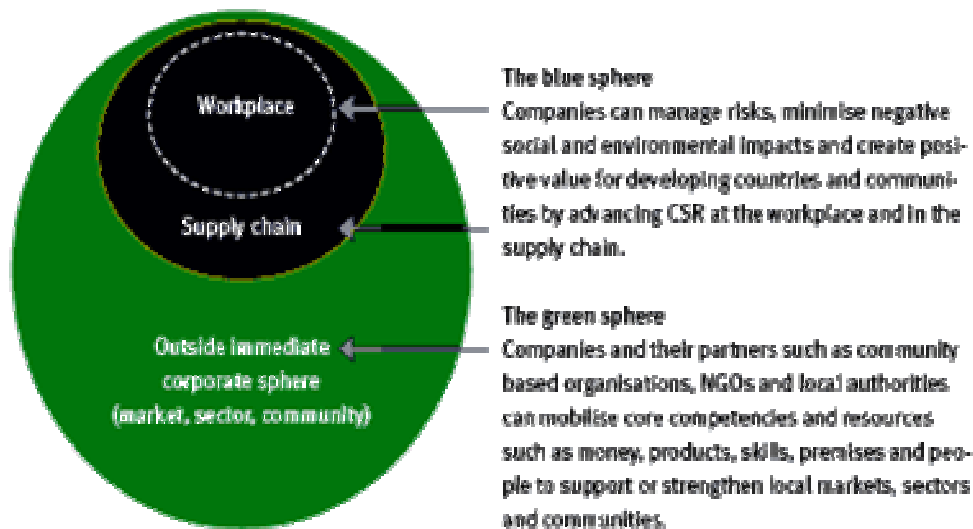 Workplace
Supply chain
Outside immediate
corporate sphere
(market, sector, community)
The blue sphere
Companies can manage risks, minimise negative
social and environmental impacts and create posi-
tive value for developing countries and communi-
ties by advancing CSR at the workplace and in the
supply chain.
The green sphere
Companies and their partners such as community
based organisations, NGOs and local authorities
can mobilise core competencies and resources
such as money, products, skills, premises and peo-
ple to support or strengthen local markets, sectors
and communities.